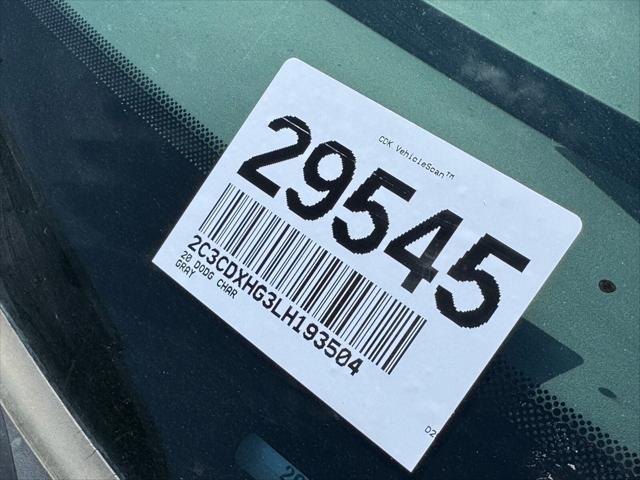 CDK VehicleScan™
29545
2C3CDXHG3LH193504
20 DODG CHAR
GRAY
D2